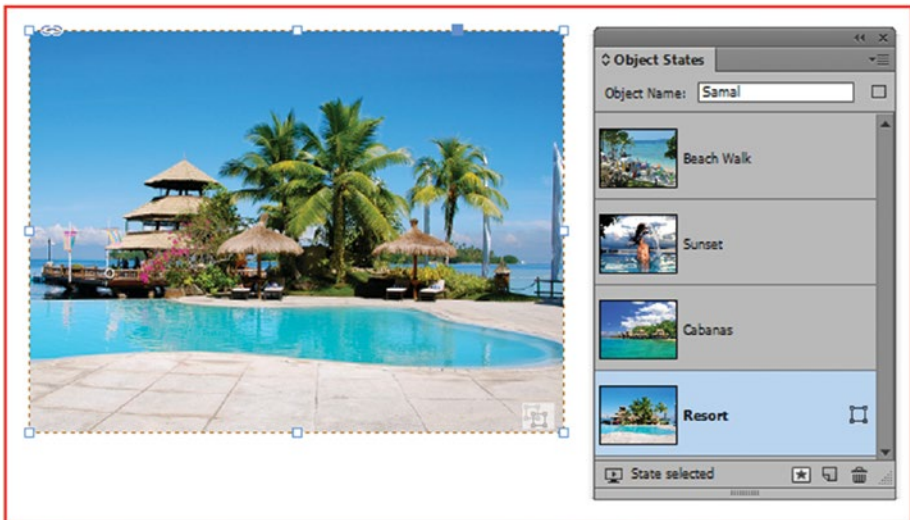 Object States
Object Name: Samal
Beach Walk
Sunset
Cabanas
Resort
State selected